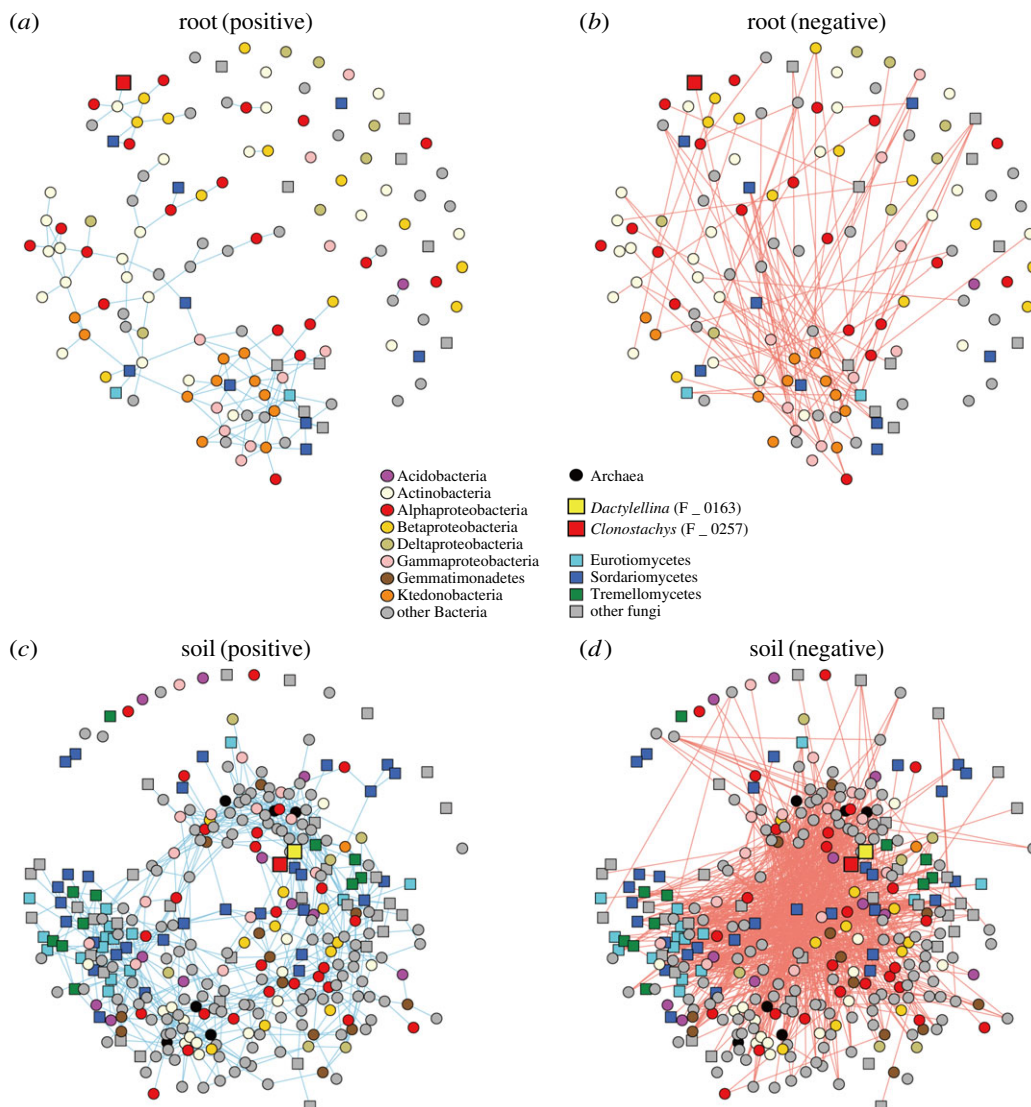 (a) root (positive)
(b) root (negative)
Acidobacteria
Actinobacteria
Alphaproteobacteria
Betaproteobacteria
Deltaproteobacteria
Gammaproteobacteria
Gemmatimonadetes
Ktedonobacteria
other Bacteria
Archaea
Dactylellina (F _ 0163)
Clonostachys (F _ 0257)
Eurotiomycetes
Sordariomycetes
Tremellomycetes
other fungi
(c) soil (positive)
(d) soil (negative)